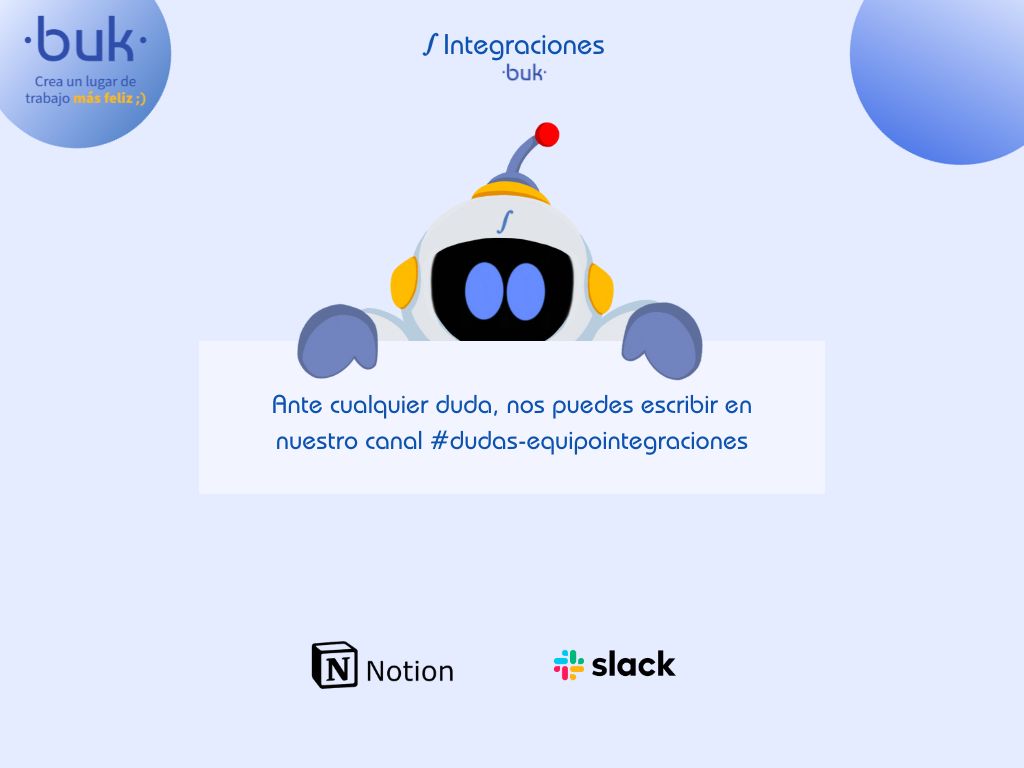 ·buk·
Crea un lugar de
trabajo más feliz ;)
∫ Integraciones
·buk·
∫
Ante cualquier duda, nos puedes escribir en
nuestro canal #dudas-equipointegraciones
N Notion
slack